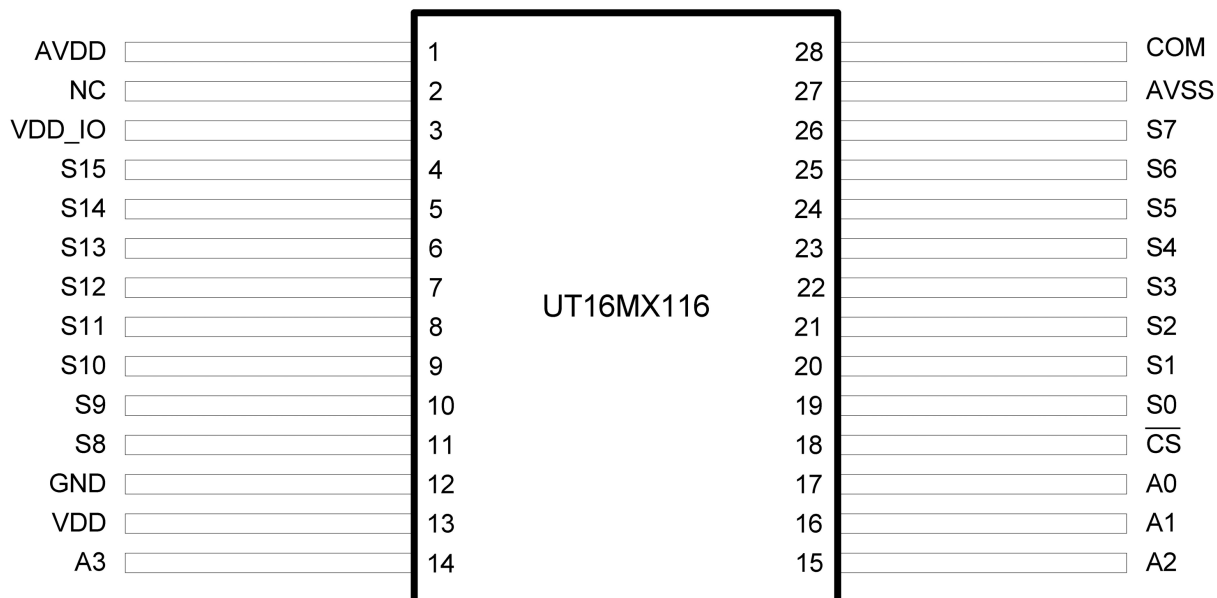 AVDD 1 28 COM
NC 2 27 AVSS
VDD_IO 3 26 S7
S15 4 25 S6
S14 5 24 S5
S13 6 23 S4
S12 7 22 S3
UT16MX116
S11 8 21 S2
S10 9 20 S1
S9 10 19 S0
S8 11 18 C̅S̅
GND 12 17 A0
VDD 13 16 A1
A3 14 15 A2